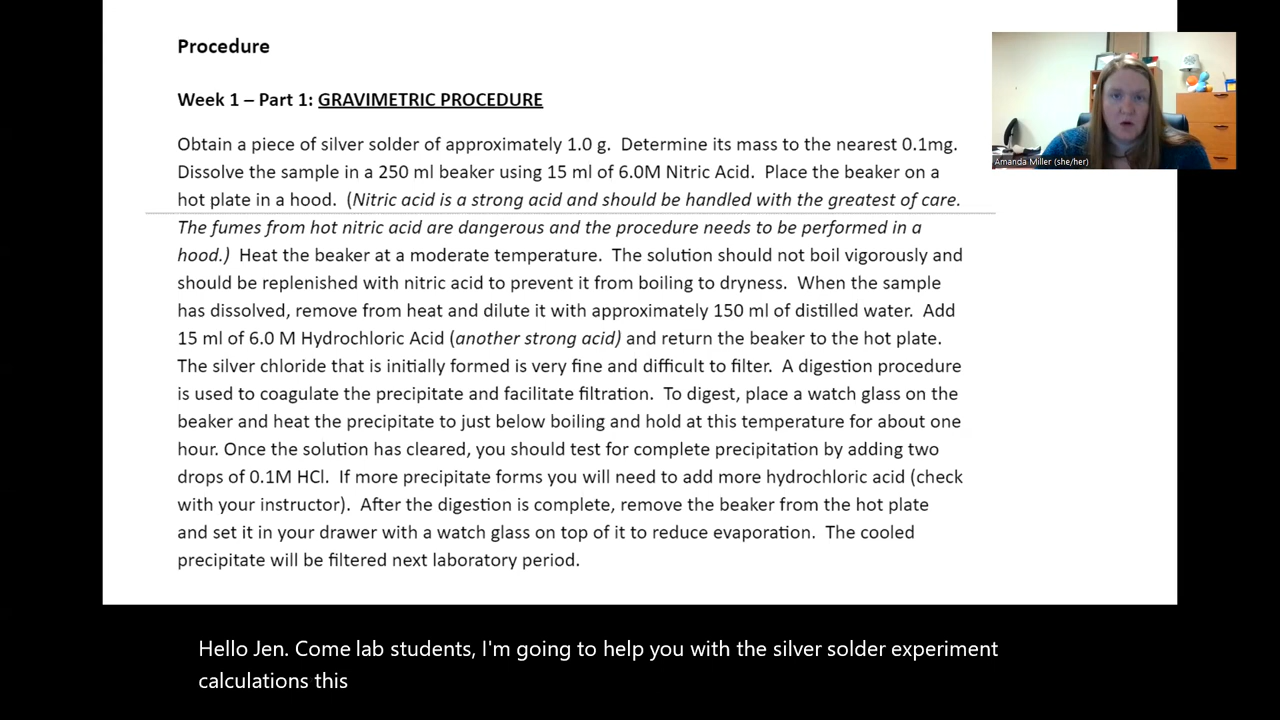 Procedure
Week 1 – Part 1: GRAVIMETRIC PROCEDURE
Obtain a piece of silver solder of approximately 1.0 g.  Determine its mass to the nearest 0.1mg.
Dissolve the sample in a 250 ml beaker using 15 ml of 6.0M Nitric Acid.  Place the beaker on a
hot plate in a hood.  (Nitric acid is a strong acid and should be handled with the greatest of care.
The fumes from hot nitric acid are dangerous and the procedure needs to be performed in a
hood.)  Heat the beaker at a moderate temperature.  The solution should not boil vigorously and
should be replenished with nitric acid to prevent it from boiling to dryness.  When the sample
has dissolved, remove from heat and dilute it with approximately 150 ml of distilled water.  Add
15 ml of 6.0 M Hydrochloric Acid (another strong acid) and return the beaker to the hot plate.
The silver chloride that is initially formed is very fine and difficult to filter.  A digestion procedure
is used to coagulate the precipitate and facilitate filtration.  To digest, place a watch glass on the
beaker and heat the precipitate to just below boiling and hold at this temperature for about one
hour. Once the solution has cleared, you should test for complete precipitation by adding two
drops of 0.1M HCl.  If more precipitate forms you will need to add more hydrochloric acid (check
with your instructor).  After the digestion is complete, remove the beaker from the hot plate
and set it in your drawer with a watch glass on top of it to reduce evaporation.  The cooled
precipitate will be filtered next laboratory period.
Amanda Miller (she/her)
Hello Jen. Come lab students, I'm going to help you with the silver solder experiment
calculations this